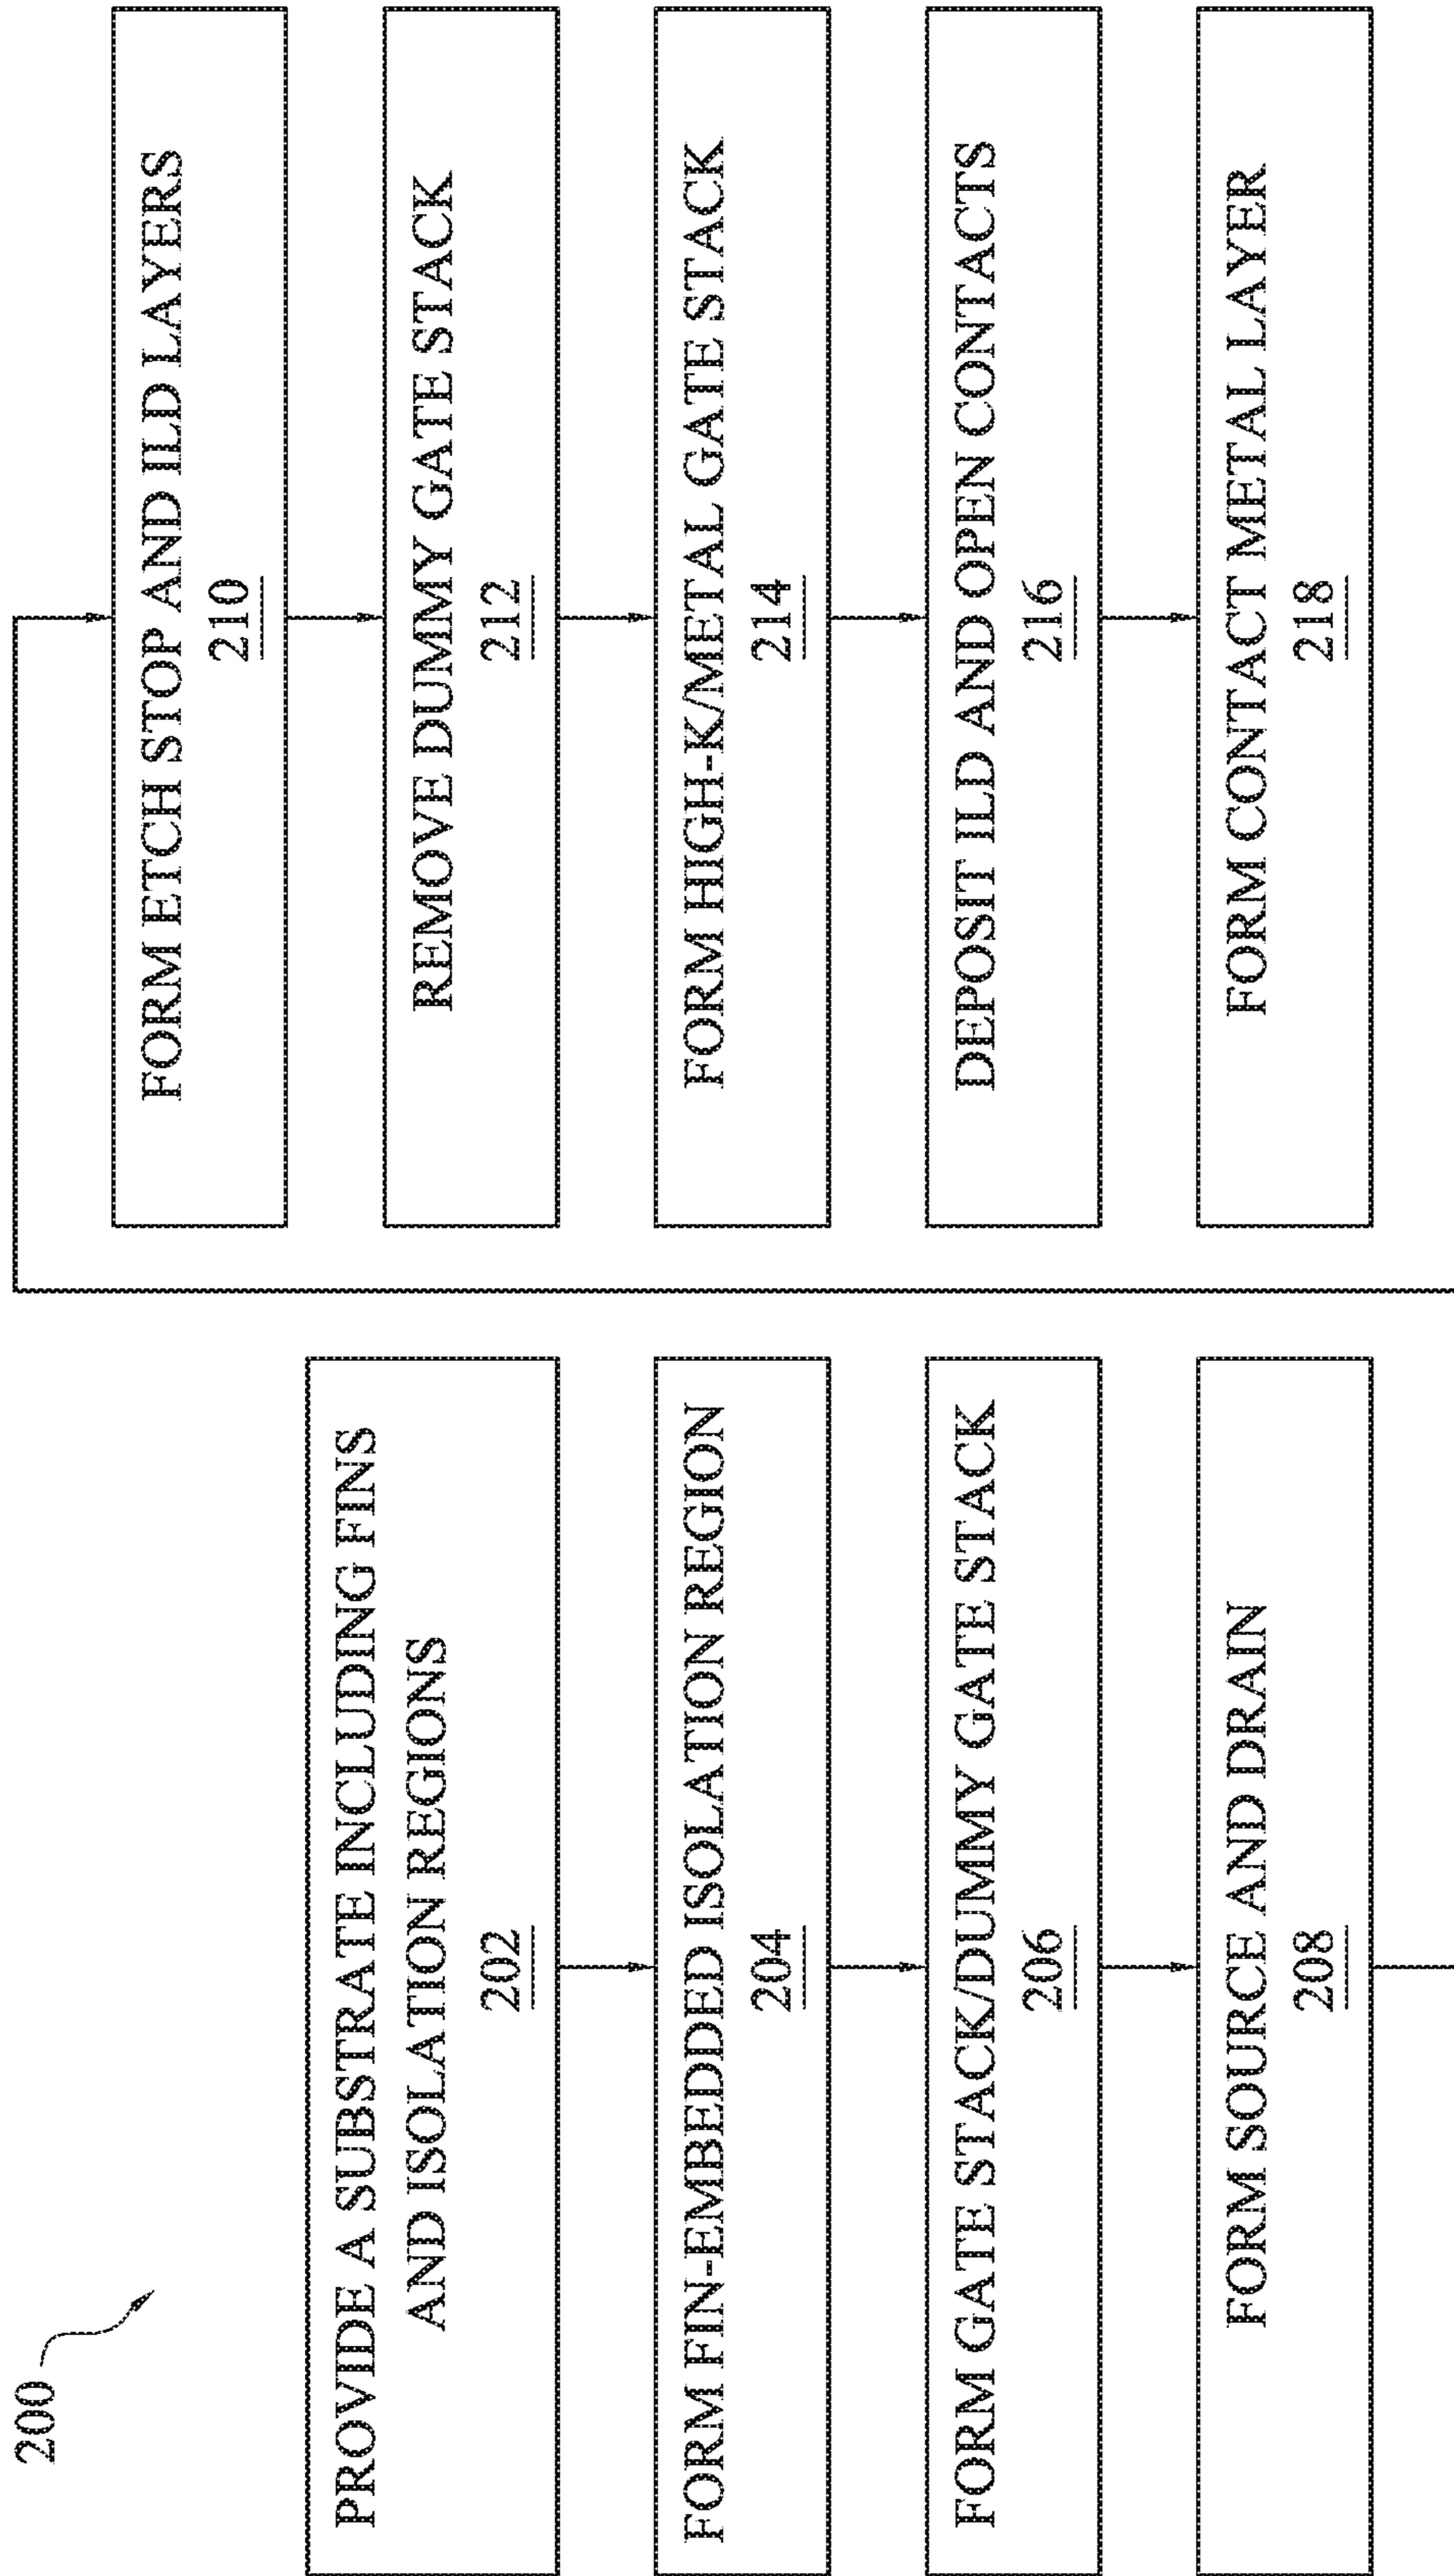 200
PROVIDE A SUBSTRATE INCLUDING FINS
AND ISOLATION REGIONS
202
FORM FIN-EMBEDDED ISOLATION REGION
204
FORM GATE STACK/DUMMY GATE STACK
206
FORM SOURCE AND DRAIN
208
FORM ETCH STOP AND ILD LAYERS
210
REMOVE DUMMY GATE STACK
212
FORM HIGH-K/METAL GATE STACK
214
DEPOSIT ILD AND OPEN CONTACTS
216
FORM CONTACT METAL LAYER
218